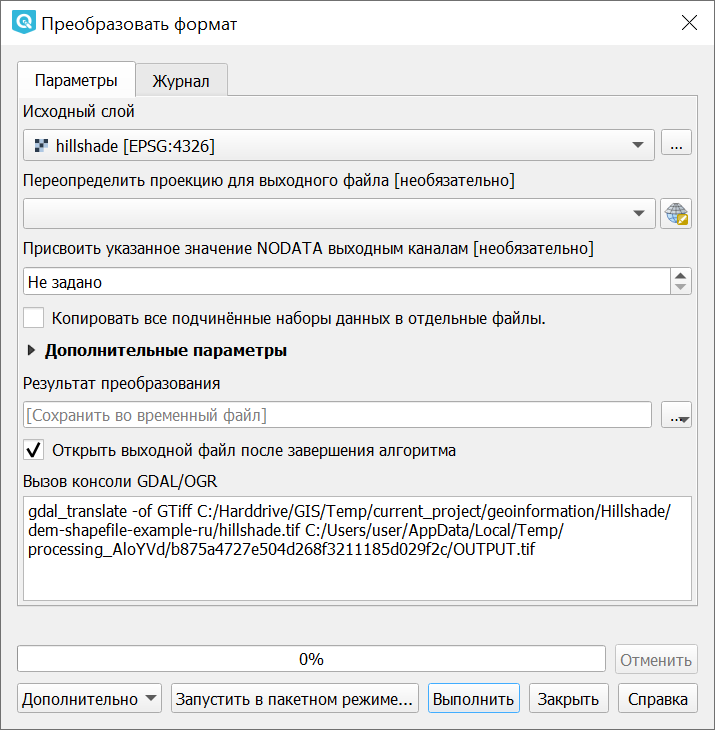 Преобразовать формат
Параметры
Журнал
Исходный слой
hillshade [EPSG:4326]
...
Переопределить проекцию для выходного файла [необязательно]
Присвоить указанное значение NODATA выходным каналам [необязательно]
Не задано
Копировать все подчинённые наборы данных в отдельные файлы.
Дополнительные параметры
Результат преобразования
[Сохранить во временный файл]
...
Открыть выходной файл после завершения алгоритма
Вызов консоли GDAL/OGR
gdal_translate -of GTiff C:/Harddrive/GIS/Temp/current_project/geoinformation/Hillshade/
dem-shapefile-example-ru/hillshade.tif C:/Users/user/AppData/Local/Temp/
processing_AloYVd/b875a4727e504d268f3211185d029f2c/OUTPUT.tif
0%
Отменить
Дополнительно
Запустить в пакетном режиме...
Выполнить
Закрыть
Справка